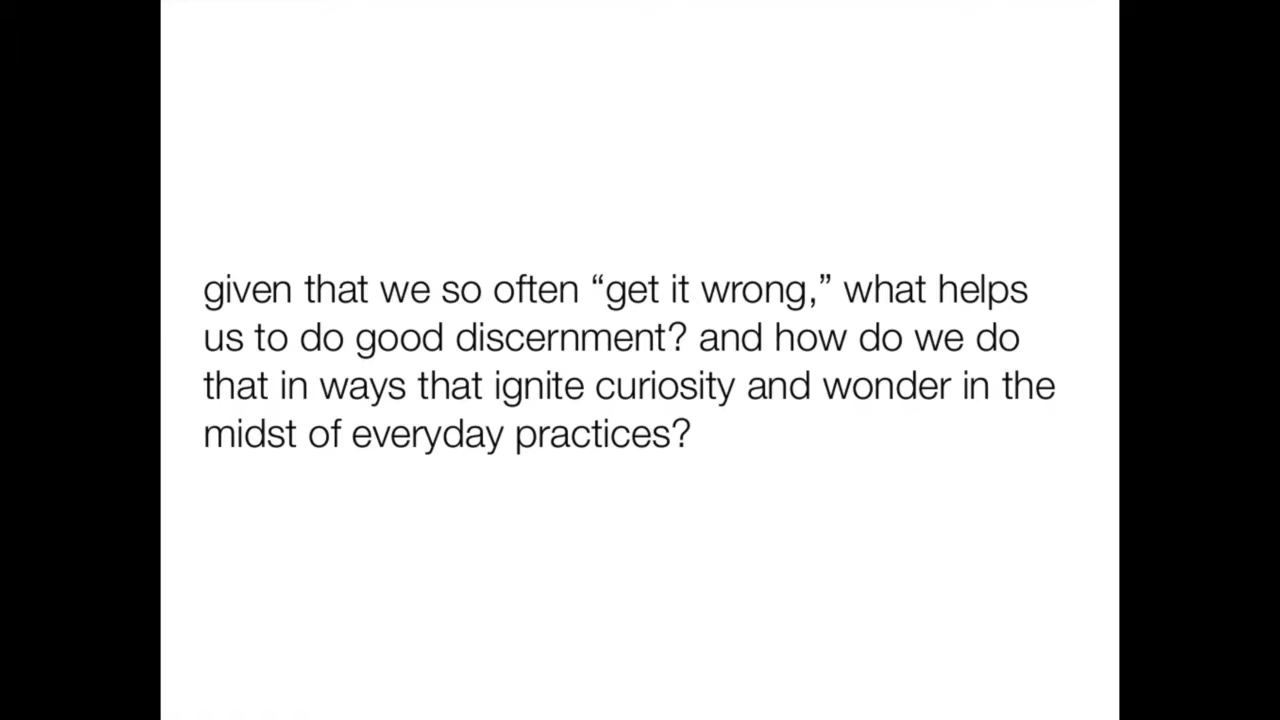 given that we so often “get it wrong,” what helps
us to do good discernment? and how do we do
that in ways that ignite curiosity and wonder in the
midst of everyday practices?